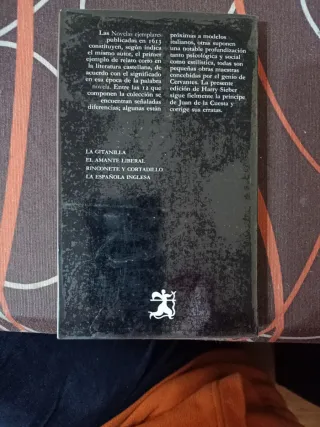 Las Novelas ejemplares
publicadas en 1613
constituyen, según indica
el mismo autor, el primer
ejemplo de relato corto en
la literatura castellana, de
acuerdo con el significado
en esa época de la palabra
novela. Entre las 12 que
componen la colección se
encuentran señaladas
diferencias; algunas están
próximas a modelos
italianos, otras suponen
una notable profundización
tanto psicológica y social
como estilística, todas son
pequeñas obras maestras
concebidas por el genio de
Cervantes. La presente
edición de Harry Sieber
sigue fielmente la príncipe
de Juan de la Cuesta y
corrige sus erratas.
LA GITANILLA
EL AMANTE LIBERAL
RINCONETE Y CORTADILLO
LA ESPAÑOLA INGLESA